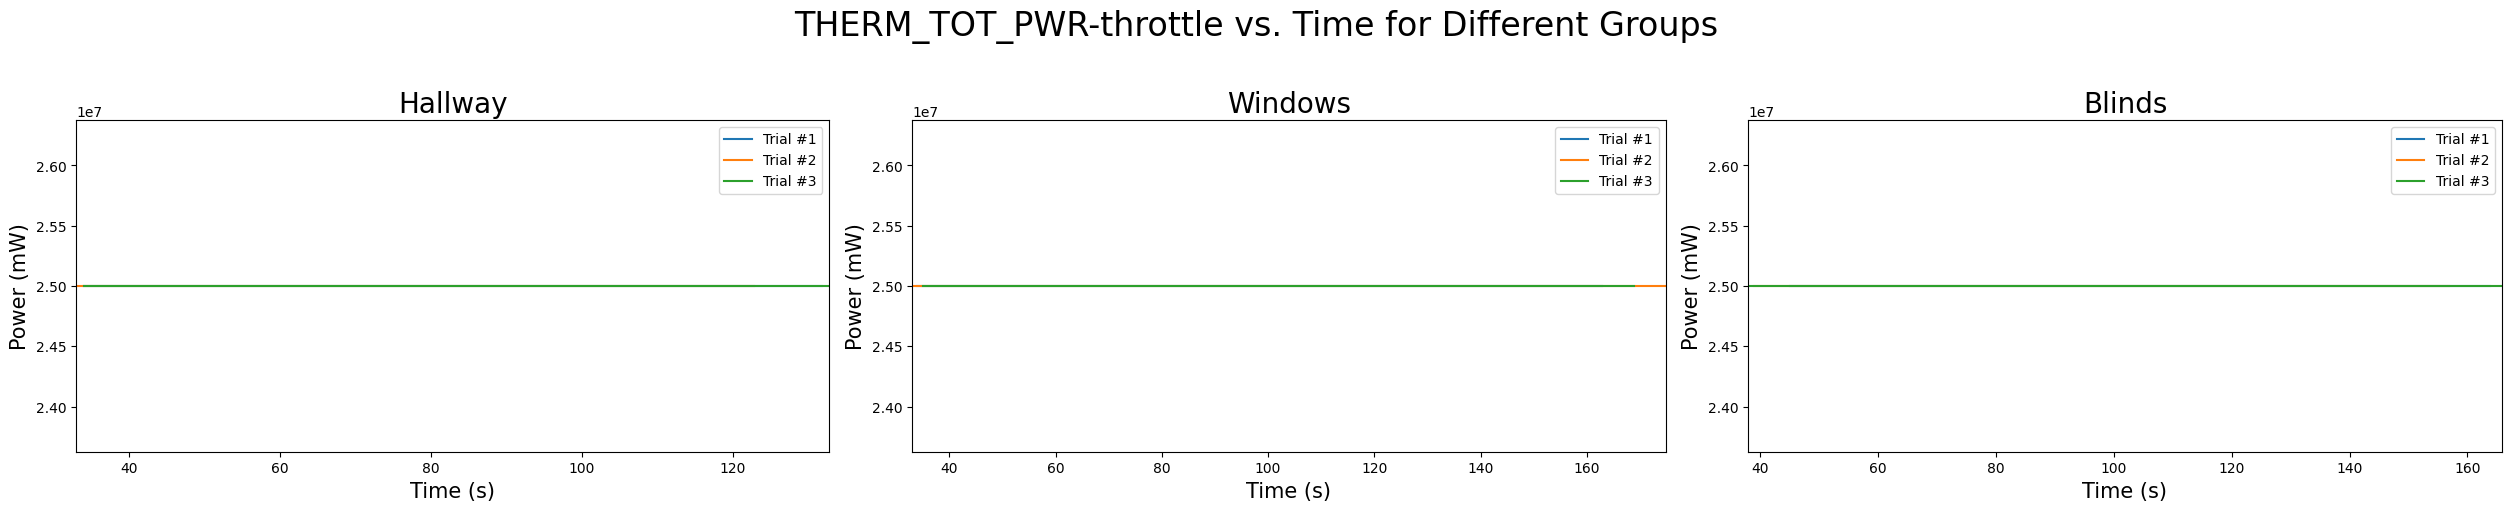 THERM_TOT_PWR-throttle vs. Time for Different Groups
Hallway
1e7
Trial #1
Trial #2
Trial #3
2.60
2.55
2.50
2.45
2.40
Power (mW)
40 60 80 100 120
Time (s)
Windows
1e7
Trial #1
Trial #2
Trial #3
2.60
2.55
2.50
2.45
2.40
Power (mW)
40 60 80 100 120 140 160
Time (s)
Blinds
1e7
Trial #1
Trial #2
Trial #3
2.60
2.55
2.50
2.45
2.40
Power (mW)
40 60 80 100 120 140 160
Time (s)